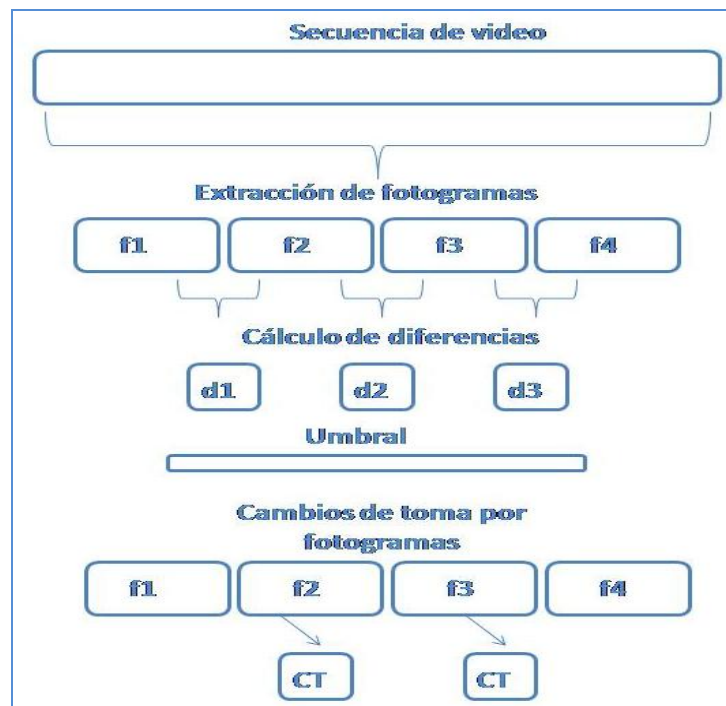 Secuencia de video
Extracción de fotogramas
f1 f2 f3 f4
Cálculo de diferencias
d1 d2 d3
Umbral
Cambios de toma por
fotogramas
f1 f2 f3 f4
CT CT